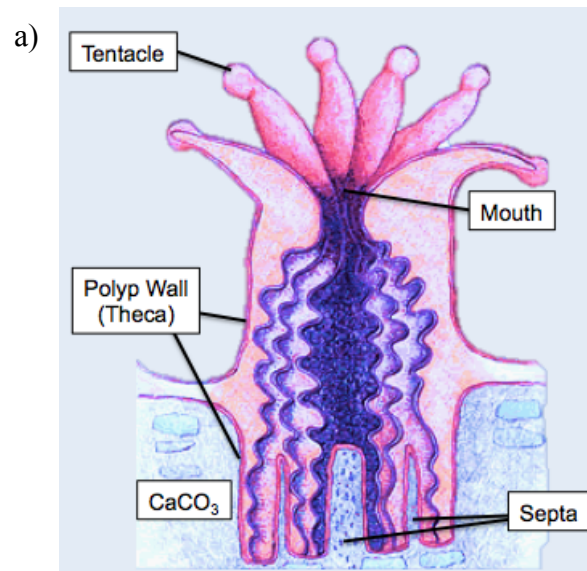 a)
Tentacle
Mouth
Polyp Wall
(Theca)
CaCO₃
Septa